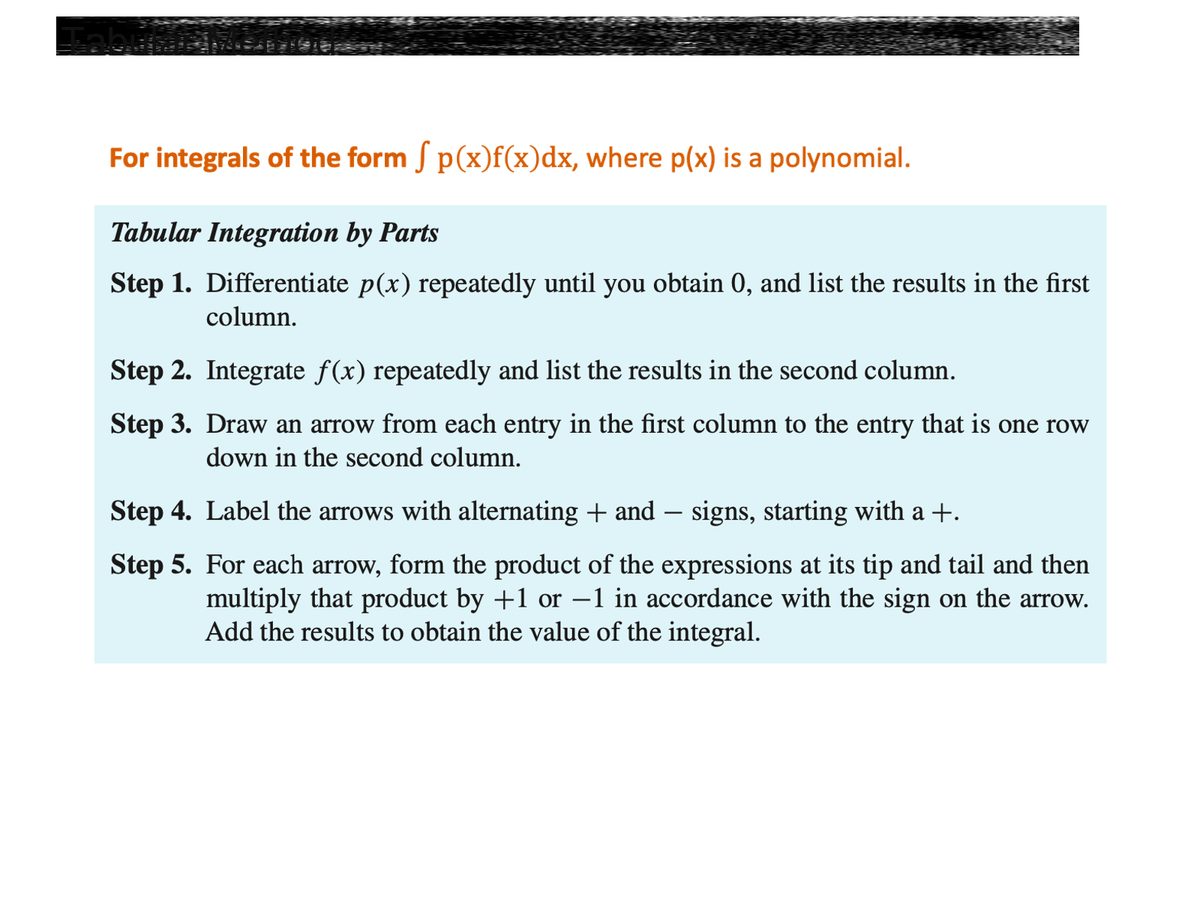 Tabular Method
For integrals of the form ∫ p(x)f(x)dx, where p(x) is a polynomial.
Tabular Integration by Parts
Step 1. Differentiate p(x) repeatedly until you obtain 0, and list the results in the first
column.
Step 2. Integrate f(x) repeatedly and list the results in the second column.
Step 3. Draw an arrow from each entry in the first column to the entry that is one row
down in the second column.
Step 4. Label the arrows with alternating + and − signs, starting with a +.
Step 5. For each arrow, form the product of the expressions at its tip and tail and then
multiply that product by +1 or −1 in accordance with the sign on the arrow.
Add the results to obtain the value of the integral.